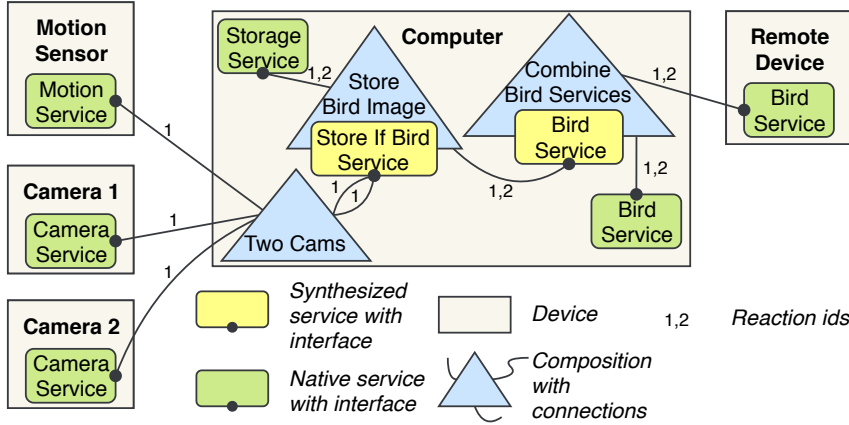 Motion
Sensor
Motion
Service
Camera 1
Camera
Service
Camera 2
Camera
Service
1
1
1
Computer
Storage
Service
1,2
Store
Bird Image
Store If Bird
Service
1
1
Two Cams
1,2
Combine
Bird Services
Bird
Service
1,2
Bird
Service
1,2
Remote
Device
Bird
Service
Synthesized
service with
interface
Native service
with interface
Device
Composition
with
connections
1,2
Reaction ids